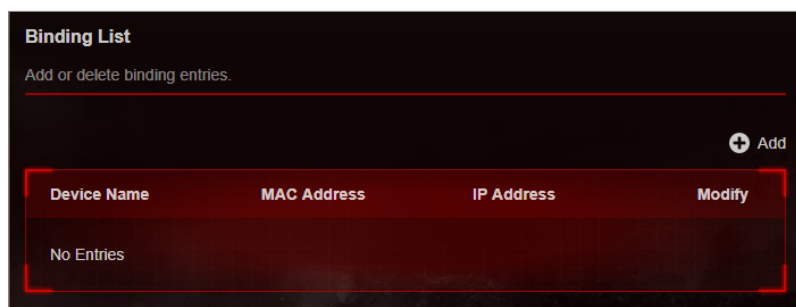 Binding List
Add or delete binding entries.
Add
Device Name MAC Address IP Address Modify
No Entries